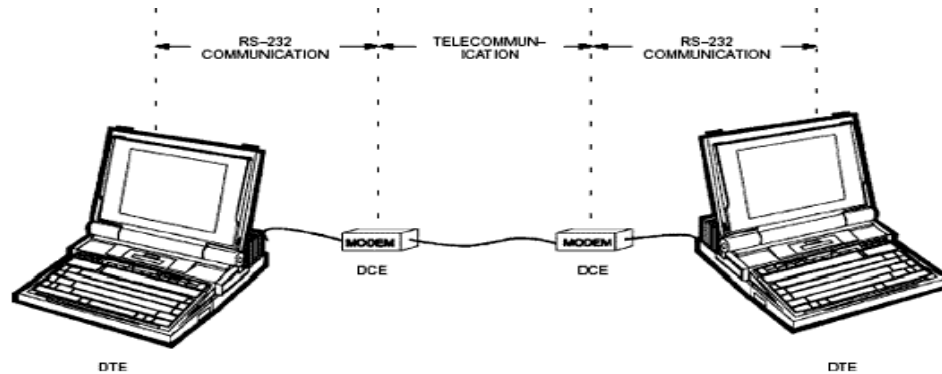 RS–232
COMMUNICATION
TELECOMMUN–
ICATION
RS–232
COMMUNICATION
MODEM
MODEM
DCE
DCE
DTE
DTE